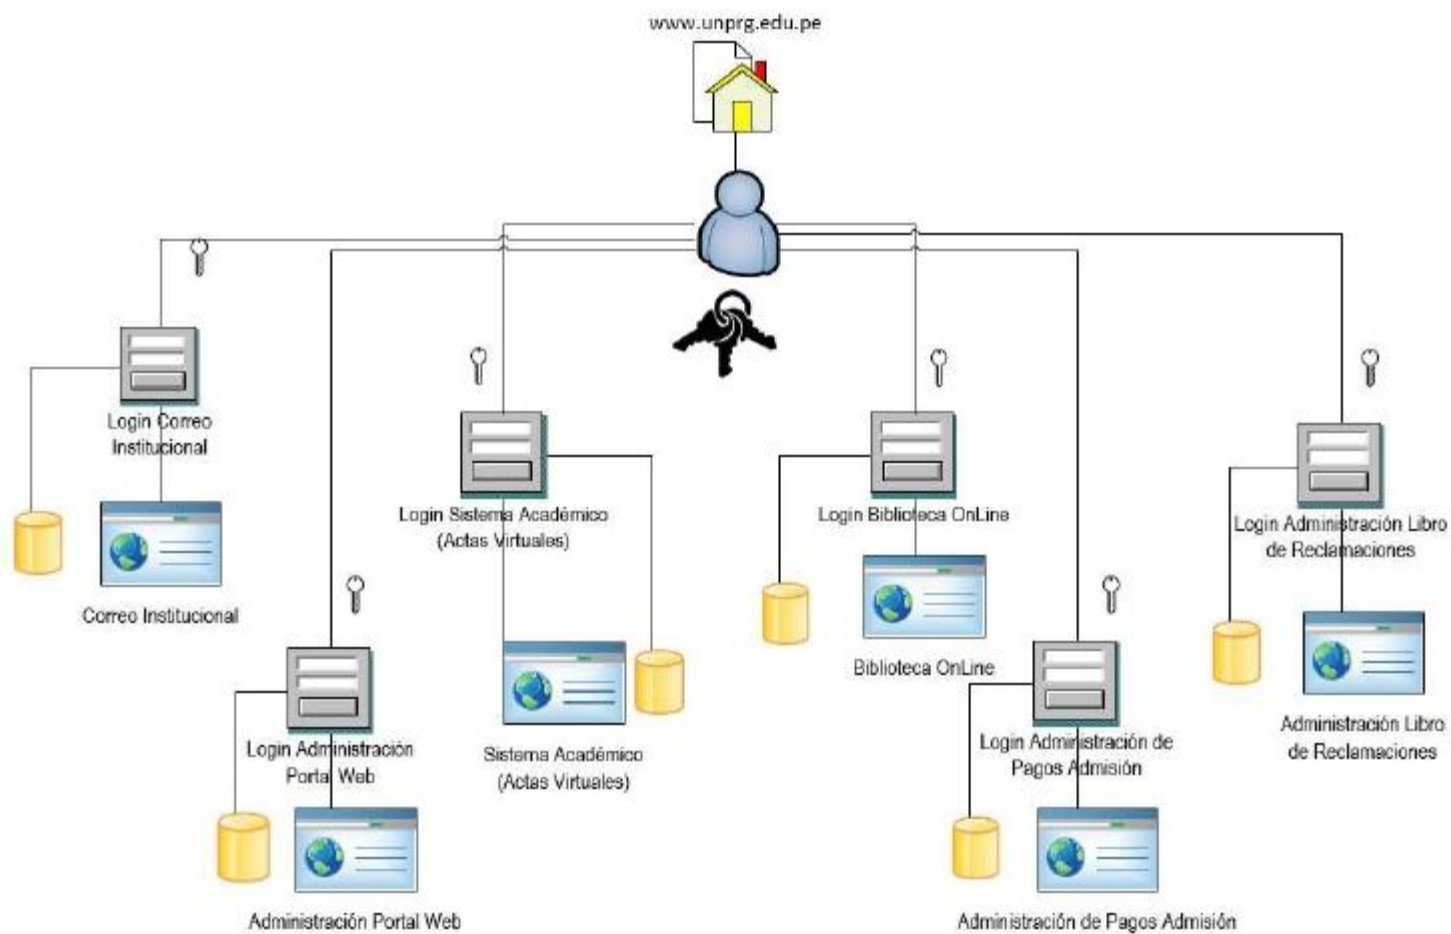 www.unprg.edu.pe
Login Correo
Institucional
Correo Institucional
Login Administración
Portal Web
Administración Portal Web
Login Sistema Académico
(Actas Virtuales)
Sistema Académico
(Actas Virtuales)
Login Biblioteca OnLine
Biblioteca OnLine
Login Administración de
Pagos Admisión
Administración de Pagos Admisión
Login Administración Libro
de Reclamaciones
Administración Libro
de Reclamaciones